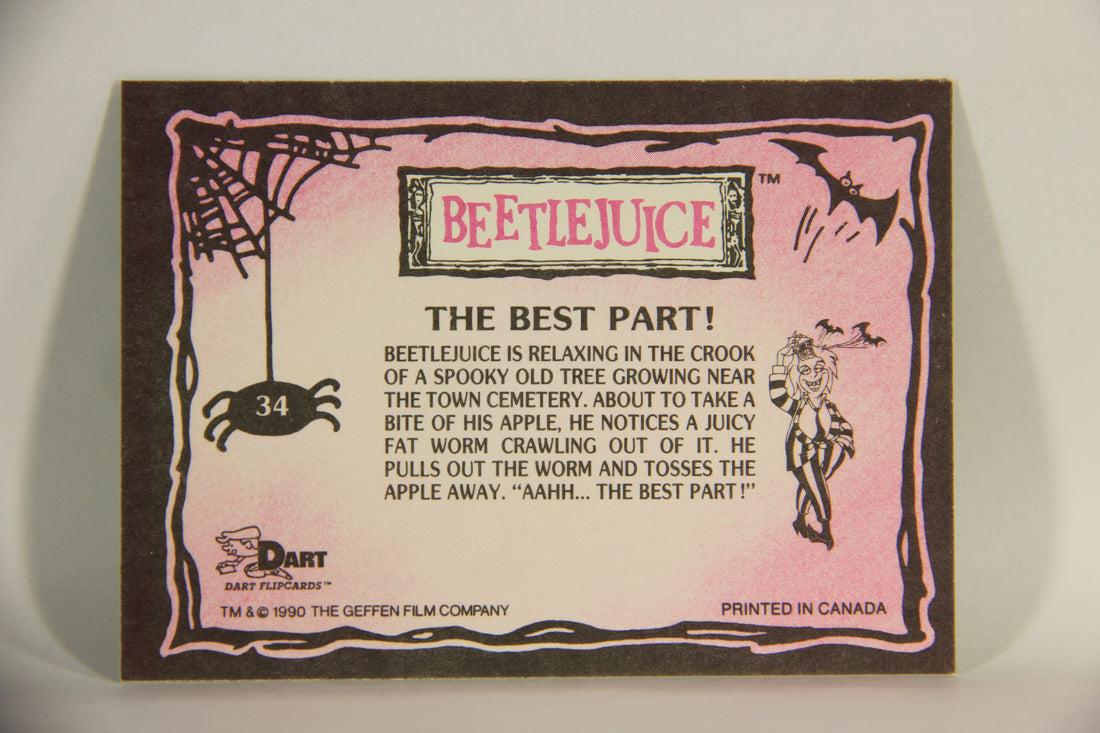 BEETLEJUICE ™
THE BEST PART!
BEETLEJUICE IS RELAXING IN THE CROOK
OF A SPOOKY OLD TREE GROWING NEAR
THE TOWN CEMETERY. ABOUT TO TAKE A
BITE OF HIS APPLE, HE NOTICES A JUICY
FAT WORM CRAWLING OUT OF IT. HE
PULLS OUT THE WORM AND TOSSES THE
APPLE AWAY. “AAHH... THE BEST PART!”
34
DART
DART FLIPCARDS™
TM & © 1990 THE GEFFEN FILM COMPANY
PRINTED IN CANADA